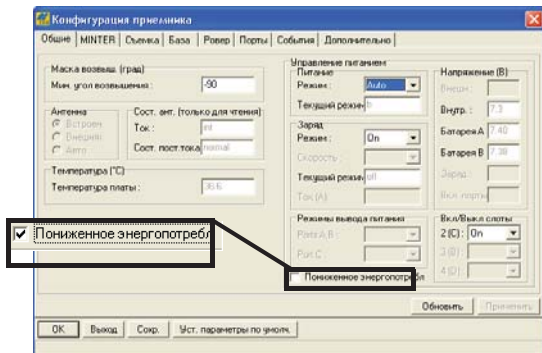 Конфигурация приемника
Общие MINTER Съемка База Ровер Порты События Дополнительно
Маска возвыш. (град)
Мин. угол возвышения: -90
Антенна
Встроен.
Внешняя
Авто
Сост. ант. (только для чтения)
Ток: int
Сост. пост.тока normal
Температура (°C)
Температура платы: 36.6
Управление питанием
Питание
Режим: Auto
Текущий режим b
Заряд
Режим: On
Скорость:
Текущий режим off
Ток (А)
Режимы вывода питания
Ports A,B:
Port C:
Пониженное энергопотребл
Напряжение (В)
Внешн.:
Внутр.: 7.3
Батарея A 7.40
Батарея B 7.38
Заряд:
Вкл. порты
Вкл/Выкл слоты
2 (C): On
3 (B):
4 (D):
Пониженное энергопотребл
Обновить Применить
OK Выход Сохр. Уст. параметры по умолч.